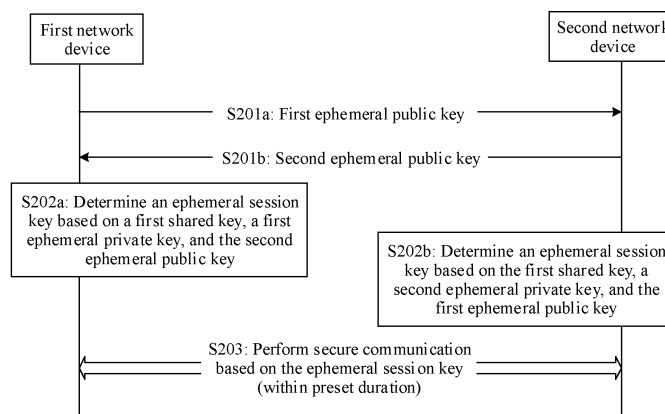 First network
device
Second network
device
S201a: First ephemeral public key
S201b: Second ephemeral public key
S202a: Determine an ephemeral session
key based on a first shared key, a first
ephemeral private key, and the second
ephemeral public key
S202b: Determine an ephemeral session
key based on the first shared key, a
second ephemeral private key, and the
first ephemeral public key
S203: Perform secure communication
based on the ephemeral session key
(within preset duration)